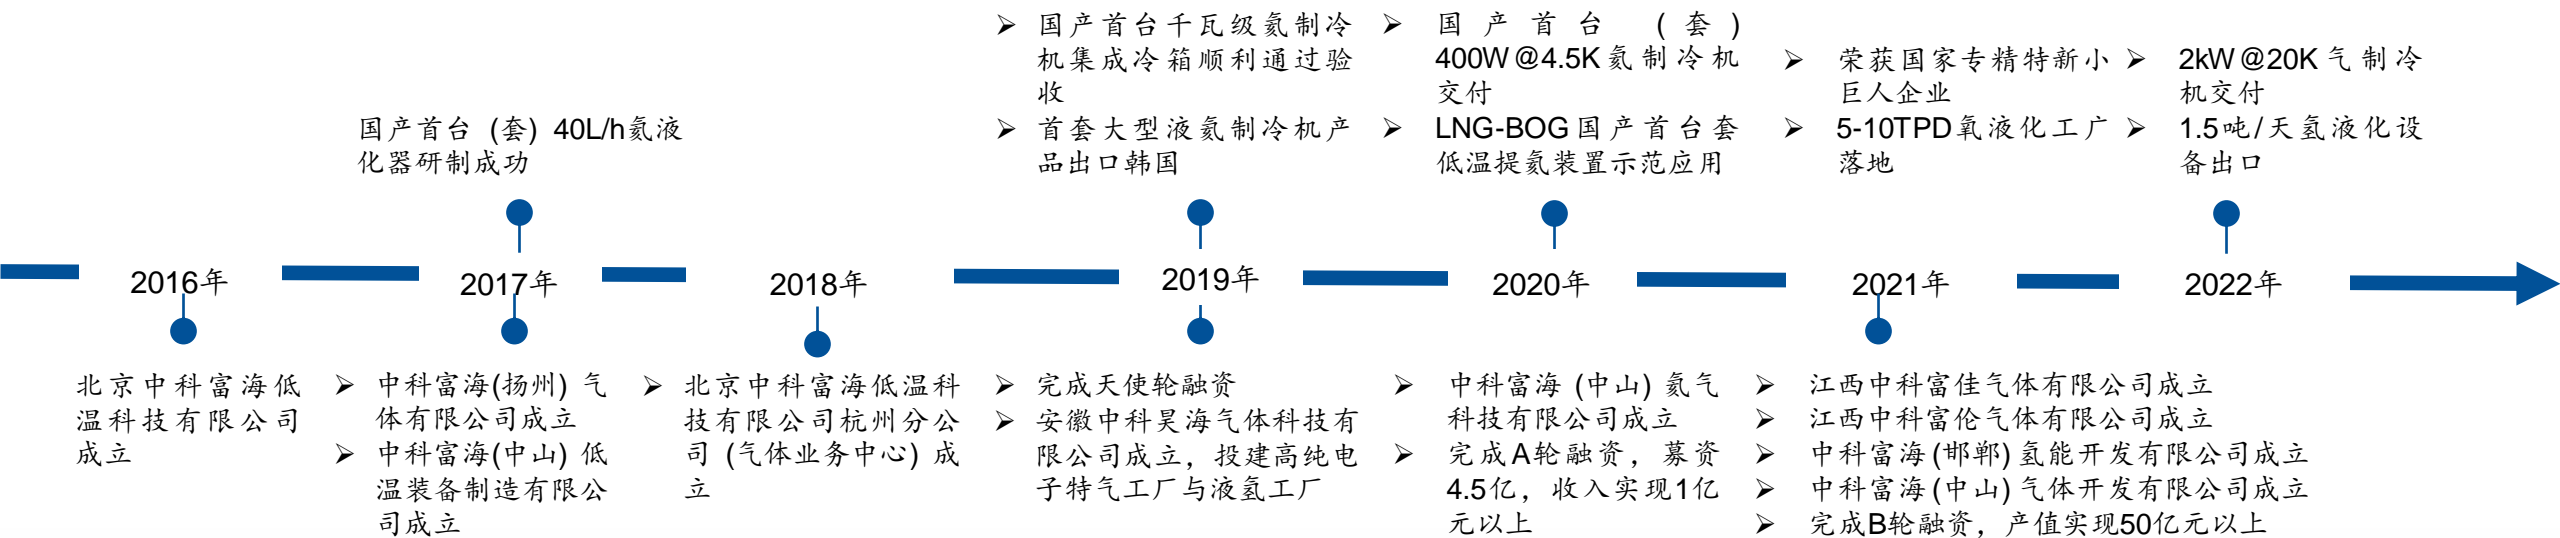 国产首台（套）40L/h氦液
化器研制成功
➢ 国产首台千瓦级氦制冷
机集成冷箱顺利通过验
收
➢ 首套大型液氦制冷机产
品出口韩国
➢ 国产首台（套）
400W@4.5K氦制冷机
交付
➢ LNG-BOG国产首台套
低温提氦装置示范应用
➢ 荣获国家专精特新小
巨人企业
➢ 5-10TPD氧液化工广
落地
➢ 2kW@20K气制冷
机交付
➢ 1.5吨/天氢液化设
备出口
2016年
2017年
2018年
2019年
2020年
2021年
2022年
北京中科富海低
温科技有限公司
成立
➢ 中科富海(扬州)气
体有限公司成立
➢ 中科富海(中山)低
温装备制造有限公
司成立
➢ 北京中科富海低温科
技有限公司杭州分公
司（气体业务中心）成
立
➢ 完成天使轮融资
➢ 安徽中科昊海气体科技有
限公司成立，投建高纯电
子特气工厂与液氢工厂
➢ 中科富海（中山）氦气
科技有限公司成立
➢ 完成A轮融资，募资
4.5亿，收入实现1亿
元以上
➢ 江西中科富佳气体有限公司成立
➢ 江西中科富伦气体有限公司成立
➢ 中科富海(邯郸)氢能开发有限公司成立
➢ 中科富海(中山)气体开发有限公司成立
➢ 完成B轮融资，产值实现50亿元以上